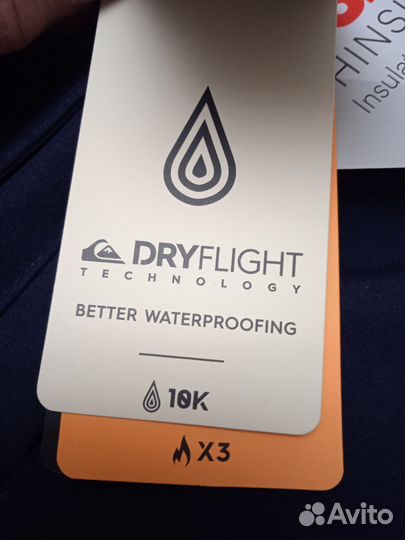 DRYFLIGHT
TECHNOLOGY
BETTER WATERPROOFING
10K
X3
Avito